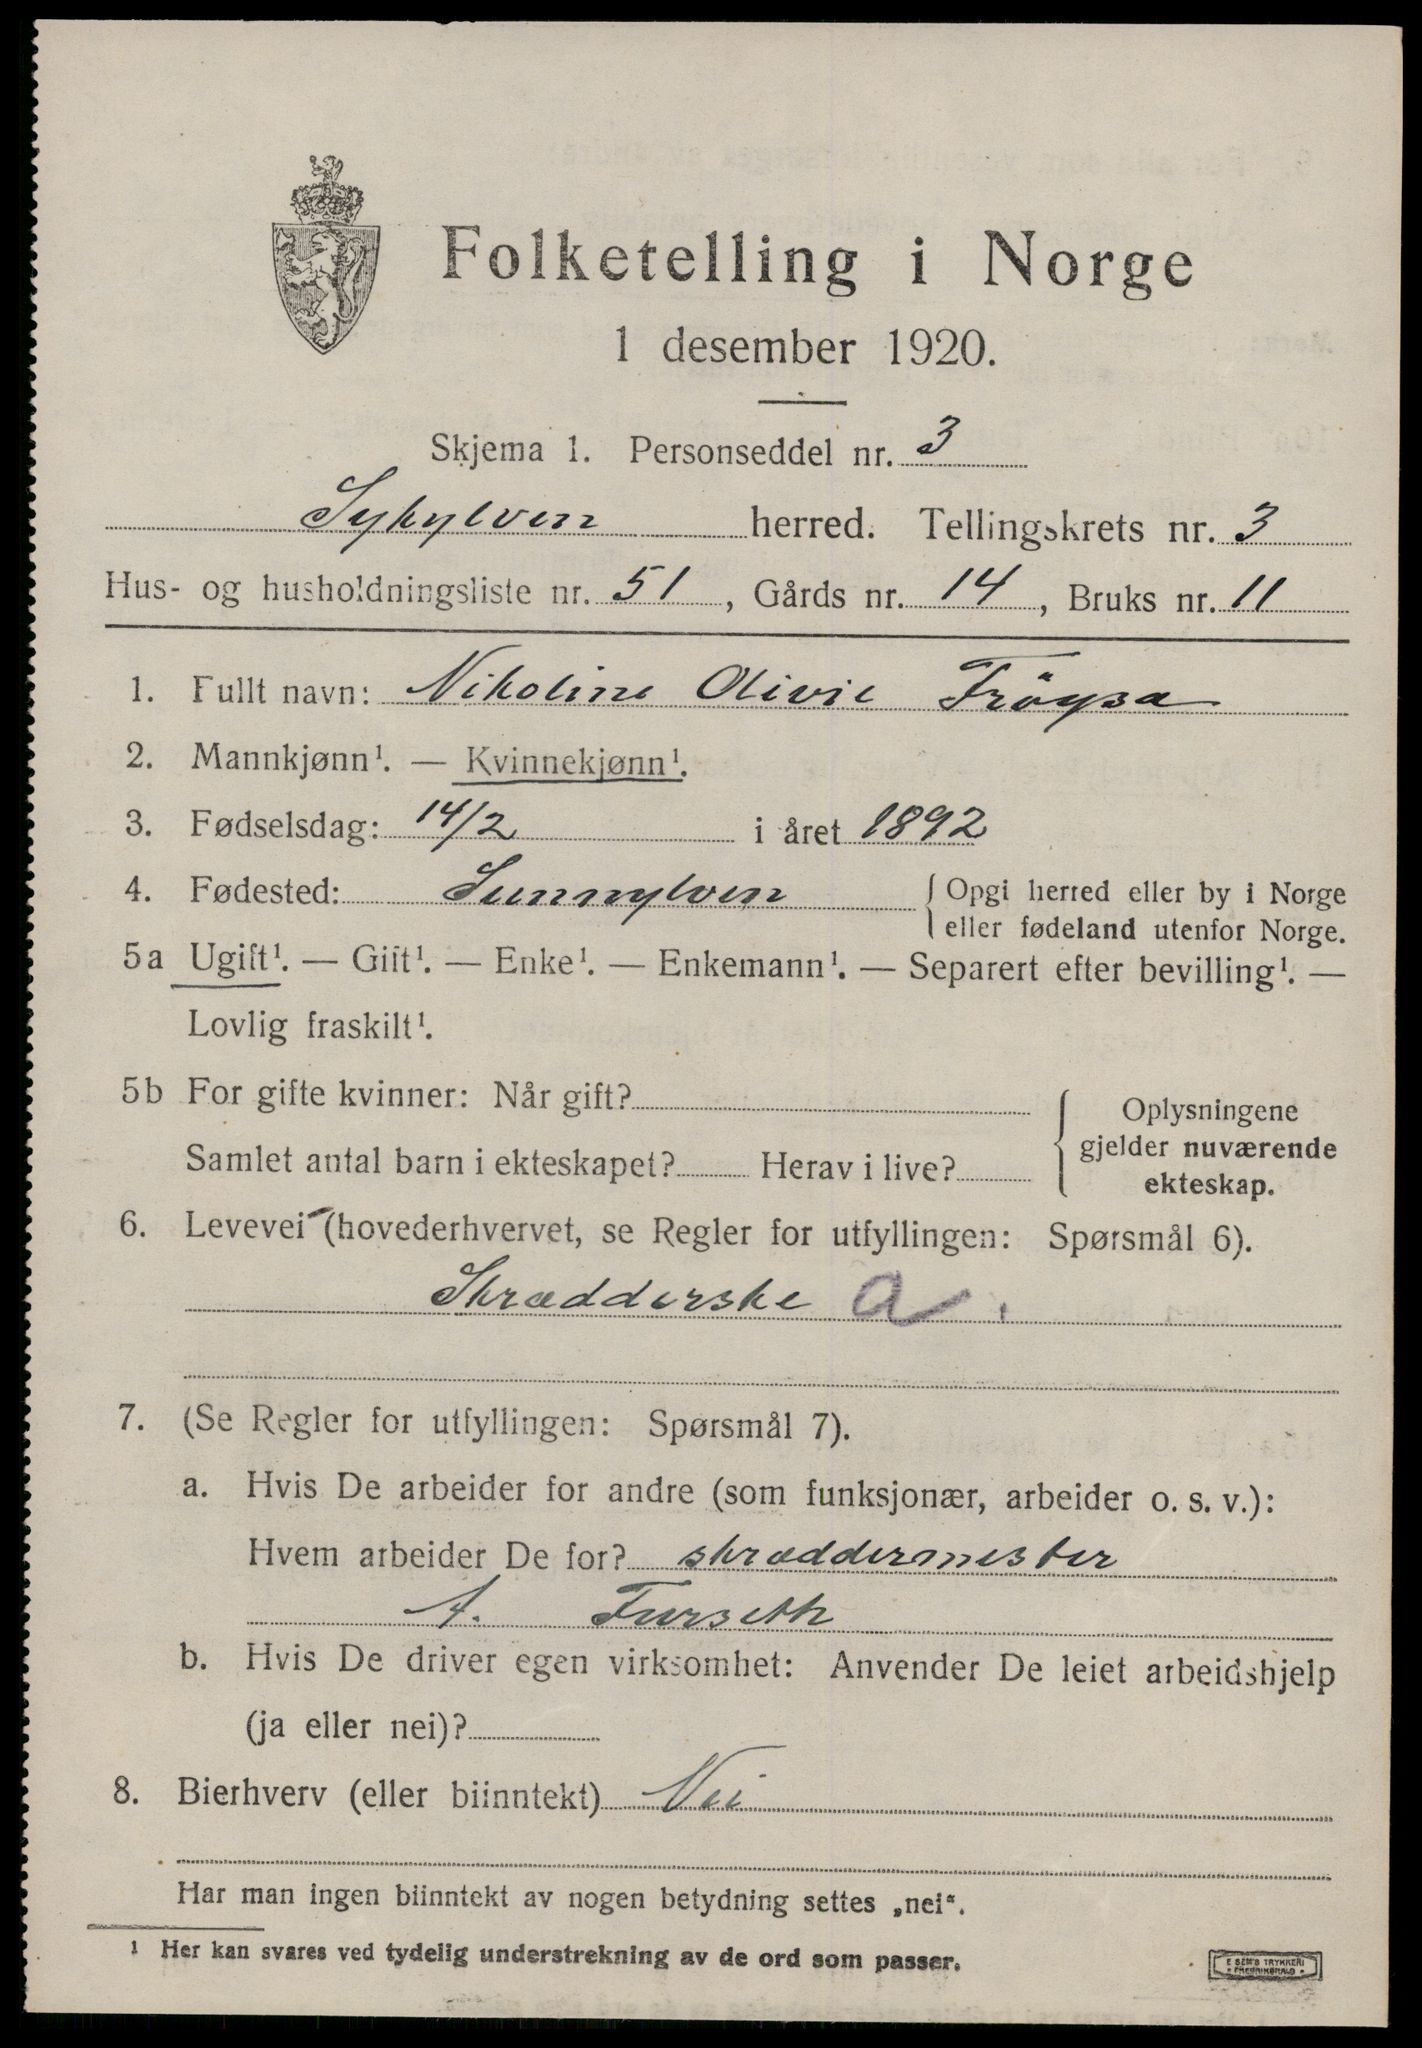 Folketelling i Norge
1 desember 1920.
Skjema 1. Personseddel nr. 3
Sykylven herred. Tellingskrets nr. 3
Hus- og husholdningsliste nr. 51, Gårds nr. 14, Bruks nr. 11
1. Fullt navn: Nikoline Olivie Fröysa
2. Mannkjønn¹. — Kvinnekjønn¹.
3. Fødselsdag: 14/2 i året 1892
4. Fødested: Sunnylven { Opgi herred eller by i Norge
eller fødeland utenfor Norge.
5a Ugift¹. — Gift¹. — Enke¹. — Enkemann¹. — Separert efter bevilling¹. —
Lovlig fraskilt¹.
5b For gifte kvinner: Når gift?
Samlet antal barn i ekteskapet? Herav i live?
{ Oplysningene
gjelder nuværende
ekteskap.
6. Levevei (hovederhvervet, se Regler for utfyllingen: Spørsmål 6).
Skrædderske a
7. (Se Regler for utfyllingen: Spørsmål 7).
a. Hvis De arbeider for andre (som funksjonær, arbeider o. s. v.):
Hvem arbeider De for? skræddermester
A. Furseth
b. Hvis De driver egen virksomhet: Anvender De leiet arbeidshjelp
(ja eller nei)?
8. Bierhverv (eller biinntekt) Nei
Har man ingen biinntekt av nogen betydning settes „nei“.
1 Her kan svares ved tydelig understrekning av de ord som passer.
E SEM'S TRYKKERI
FREDRIKSHALD